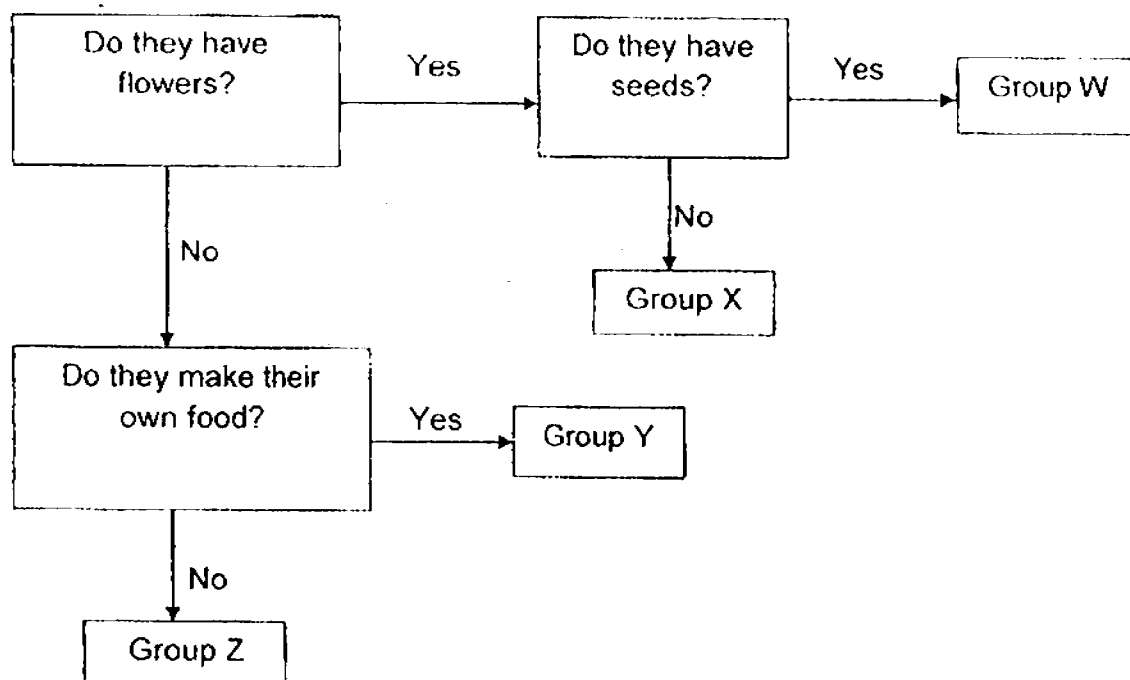 Do they have
flowers?
Yes
Do they have
seeds?
Yes
Group W
No
Group X
No
Do they make their
own food?
Yes
Group Y
No
Group Z